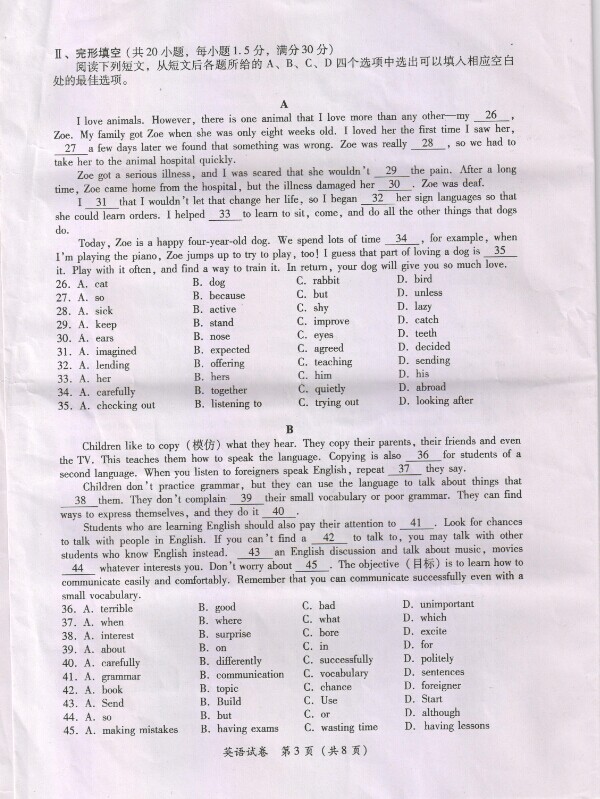 Ⅱ、完形填空（共 20 小题，每小题 1.5 分，满分 30 分）
阅读下列短文，从短文后各题所给的 A、B、C、D 四个选项中选出可以填入相应空白
处的最佳选项。
A
I love animals. However, there is one animal that I love more than any other—my 26 ,
Zoe. My family got Zoe when she was only eight weeks old. I loved her the first time I saw her,
27 a few days later we found that something was wrong. Zoe was really 28 , so we had to
take her to the animal hospital quickly.
Zoe got a serious illness, and I was scared that she wouldn't 29 the pain. After a long
time, Zoe came home from the hospital, but the illness damaged her 30 . Zoe was deaf.
I 31 that I wouldn't let that change her life, so I began 32 her sign languages so that
she could learn orders. I helped 33 to learn to sit, come, and do all the other things that dogs
do.
Today, Zoe is a happy four-year-old dog. We spend lots of time 34 , for example, when
I'm playing the piano, Zoe jumps up to try to play, too! I guess that part of loving a dog is 35
it. Play with it often, and find a way to train it. In return, your dog will give you so much love.
26. A. cat B. dog C. rabbit D. bird
27. A. so B. because C. but D. unless
28. A. sick B. active C. shy D. lazy
29. A. keep B. stand C. improve D. catch
30. A. ears B. nose C. eyes D. teeth
31. A. imagined B. expected C. agreed D. decided
32. A. lending B. offering C. teaching D. sending
33. A. her B. hers C. him D. his
34. A. carefully B. together C. quietly D. abroad
35. A. checking out B. listening to C. trying out D. looking after
B
Children like to copy（模仿）what they hear. They copy their parents, their friends and even
the TV. This teaches them how to speak the language. Copying is also 36 for students of a
second language. When you listen to foreigners speak English, repeat 37 they say.
Children don't practice grammar, but they can use the language to talk about things that
38 them. They don't complain 39 their small vocabulary or poor grammar. They can find
ways to express themselves, and they do it 40 .
Students who are learning English should also pay their attention to 41 . Look for chances
to talk with people in English. If you can't find a 42 to talk to, you may talk with other
students who know English instead. 43 an English discussion and talk about music, movies
44 whatever interests you. Don't worry about 45 . The objective（目标）is to learn how to
communicate easily and comfortably. Remember that you can communicate successfully even with a
small vocabulary.
36. A. terrible B. good C. bad D. unimportant
37. A. when B. where C. what D. which
38. A. interest B. surprise C. bore D. excite
39. A. about B. on C. in D. for
40. A. carefully B. differently C. successfully D. politely
41. A. grammar B. communication C. vocabulary D. sentences
42. A. book B. topic C. chance D. foreigner
43. A. Send B. Build C. Use D. Start
44. A. so B. but C. or D. although
45. A. making mistakes B. having exams C. wasting time D. having lessons
英语试卷 第 3 页（共 8 页）